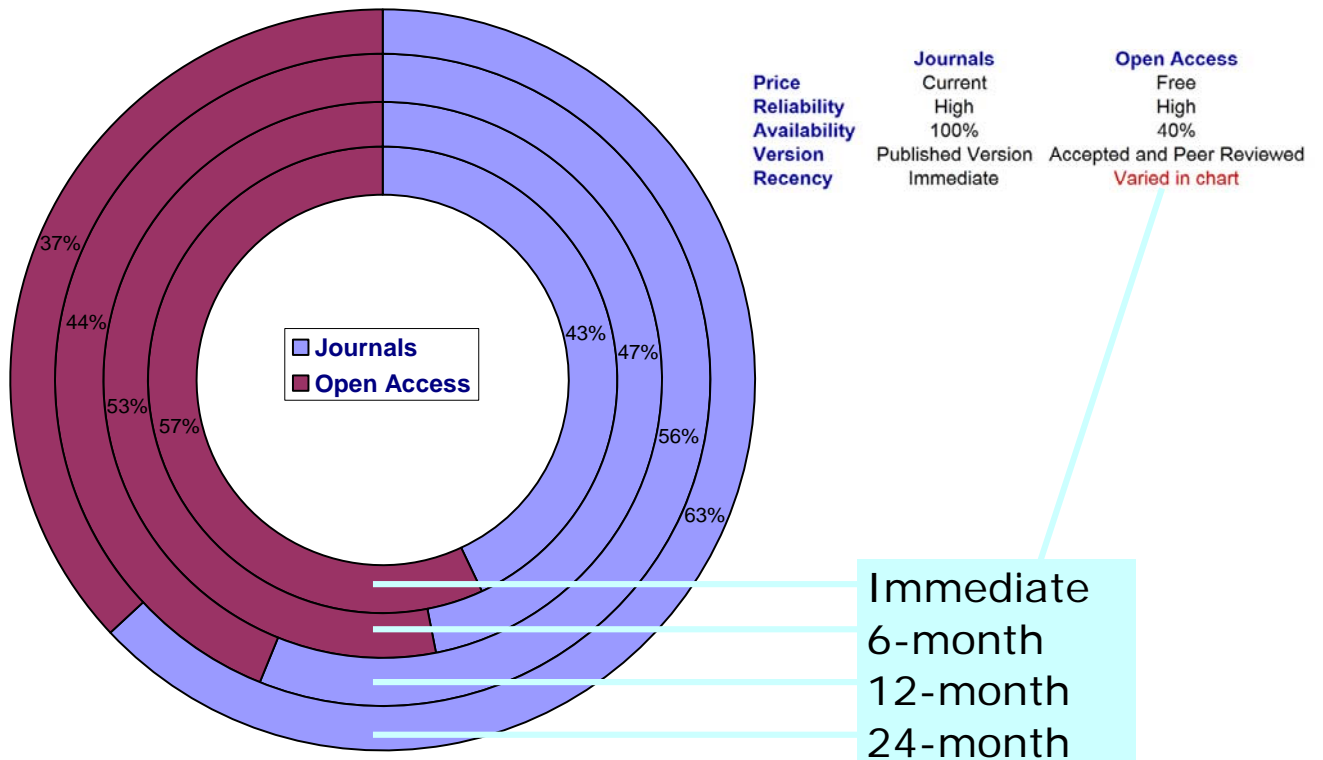 Journals Open Access
Price Current Free
Reliability High High
Availability 100% 40%
Version Published Version Accepted and Peer Reviewed
Recency Immediate Varied in chart
37%
44%
53%
57%
43%
47%
56%
63%
Journals
Open Access
Immediate
6-month
12-month
24-month